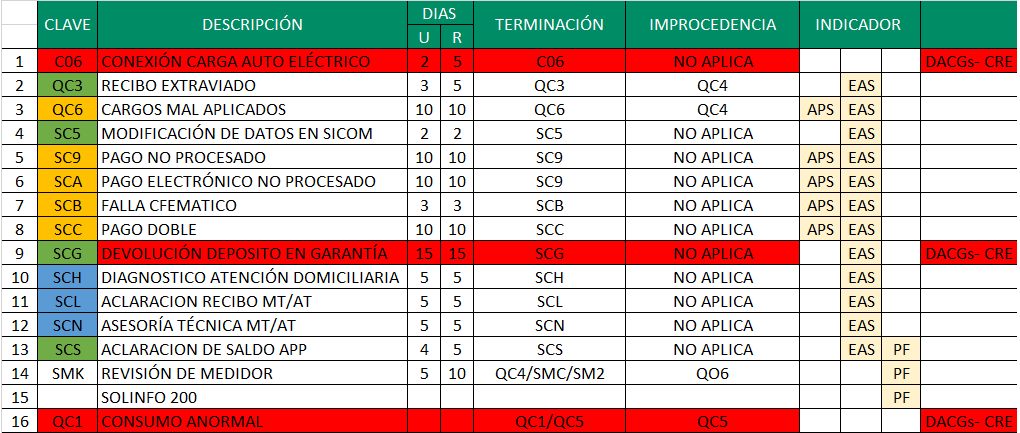 CLAVE DESCRIPCIÓN DIAS TERMINACIÓN IMPROCEDENCIA INDICADOR
U R
1 C06 CONEXIÓN CARGA AUTO ELÉCTRICO 2 5 C06 NO APLICA DACGs- CRE
2 QC3 RECIBO EXTRAVIADO 3 5 QC3 QC4 EAS
3 QC6 CARGOS MAL APLICADOS 10 10 QC6 QC4 APS EAS
4 SC5 MODIFICACIÓN DE DATOS EN SICOM 2 2 SC5 NO APLICA EAS
5 SC9 PAGO NO PROCESADO 10 10 SC9 NO APLICA APS EAS
6 SCA PAGO ELECTRÓNICO NO PROCESADO 10 10 SC9 NO APLICA APS EAS
7 SCB FALLA CFEMATICO 3 3 SCB NO APLICA APS EAS
8 SCC PAGO DOBLE 10 10 SCC NO APLICA APS EAS
9 SCG DEVOLUCIÓN DEPOSITO EN GARANTÍA 15 15 SCG NO APLICA EAS DACGs- CRE
10 SCH DIAGNOSTICO ATENCIÓN DOMICILIARIA 5 5 SCH NO APLICA EAS
11 SCL ACLARACION RECIBO MT/AT 5 5 SCL NO APLICA EAS
12 SCN ASESORÍA TÉCNICA MT/AT 5 5 SCN NO APLICA EAS
13 SCS ACLARACION DE SALDO APP 4 5 SCS NO APLICA EAS PF
14 SMK REVISIÓN DE MEDIDOR 5 10 QC4/SMC/SM2 QO6 PF
15 SOLINFO 200 PF
16 QC1 CONSUMO ANORMAL QC1/QC5 QC5 DACGs- CRE